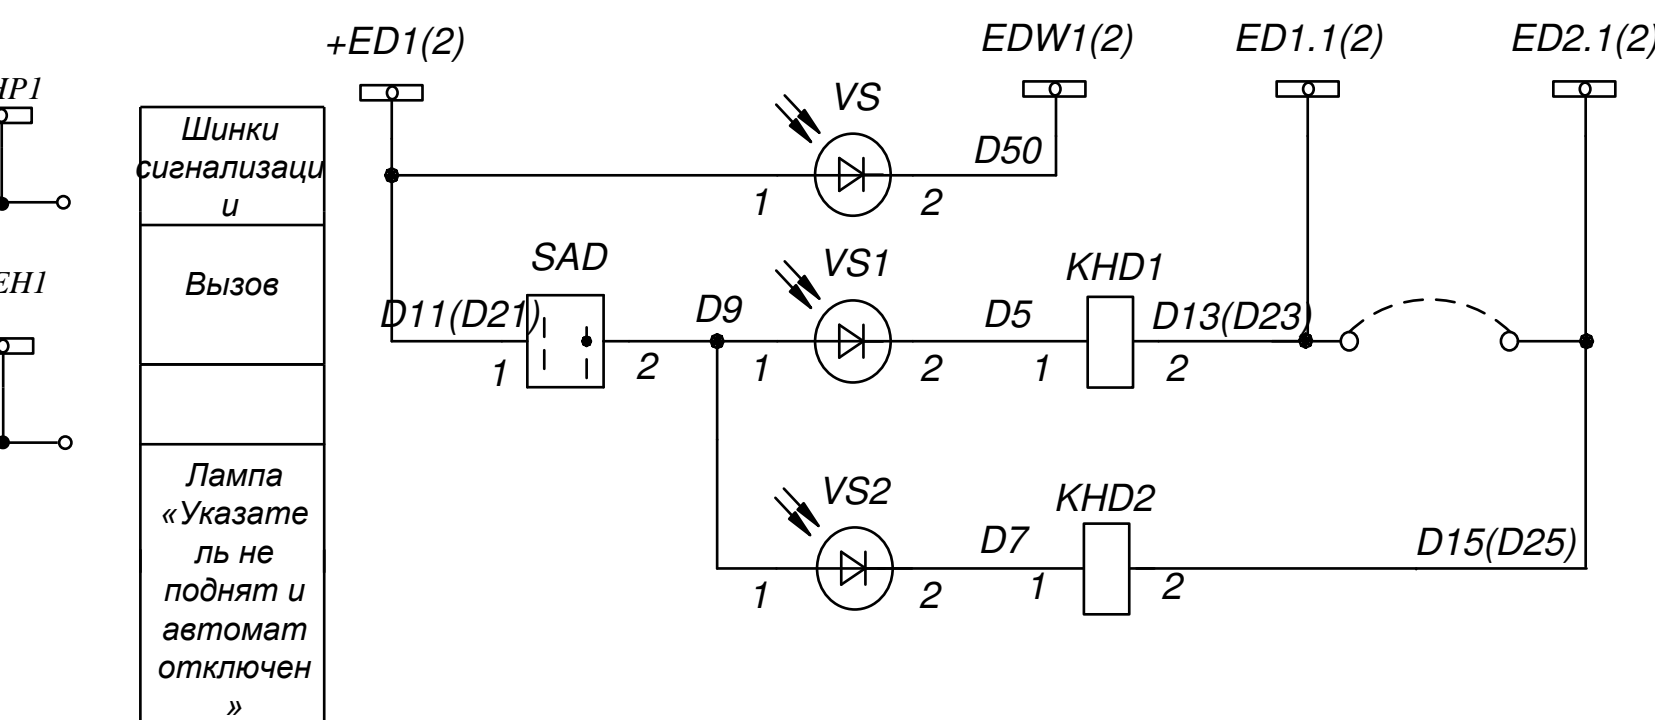 +ED1(2)
EDW1(2)
ED1.1(2)
ED2.1(2)
HP1
VS
Шинки
сигнализаци
и
D50
1
2
SAD
VS1
KHD1
EH1
Вызов
D11(D21)
D9
D5
D13(D23)
1
2
1
2
1
2
Лампа
«Указате
ль не
поднят и
автомат
отключен
»
VS2
KHD2
D7
D15(D25)
1
2
1
2